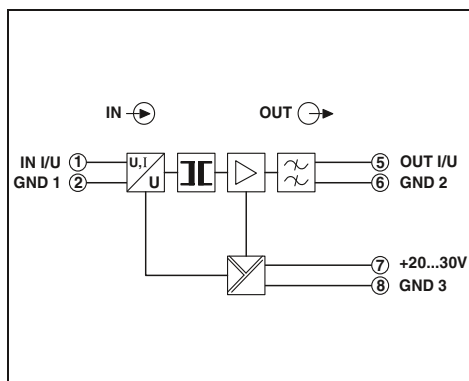 IN OUT
IN I/U 1 U,I U 5 OUT I/U
GND 1 2 6 GND 2
7 +20...30V
8 GND 3